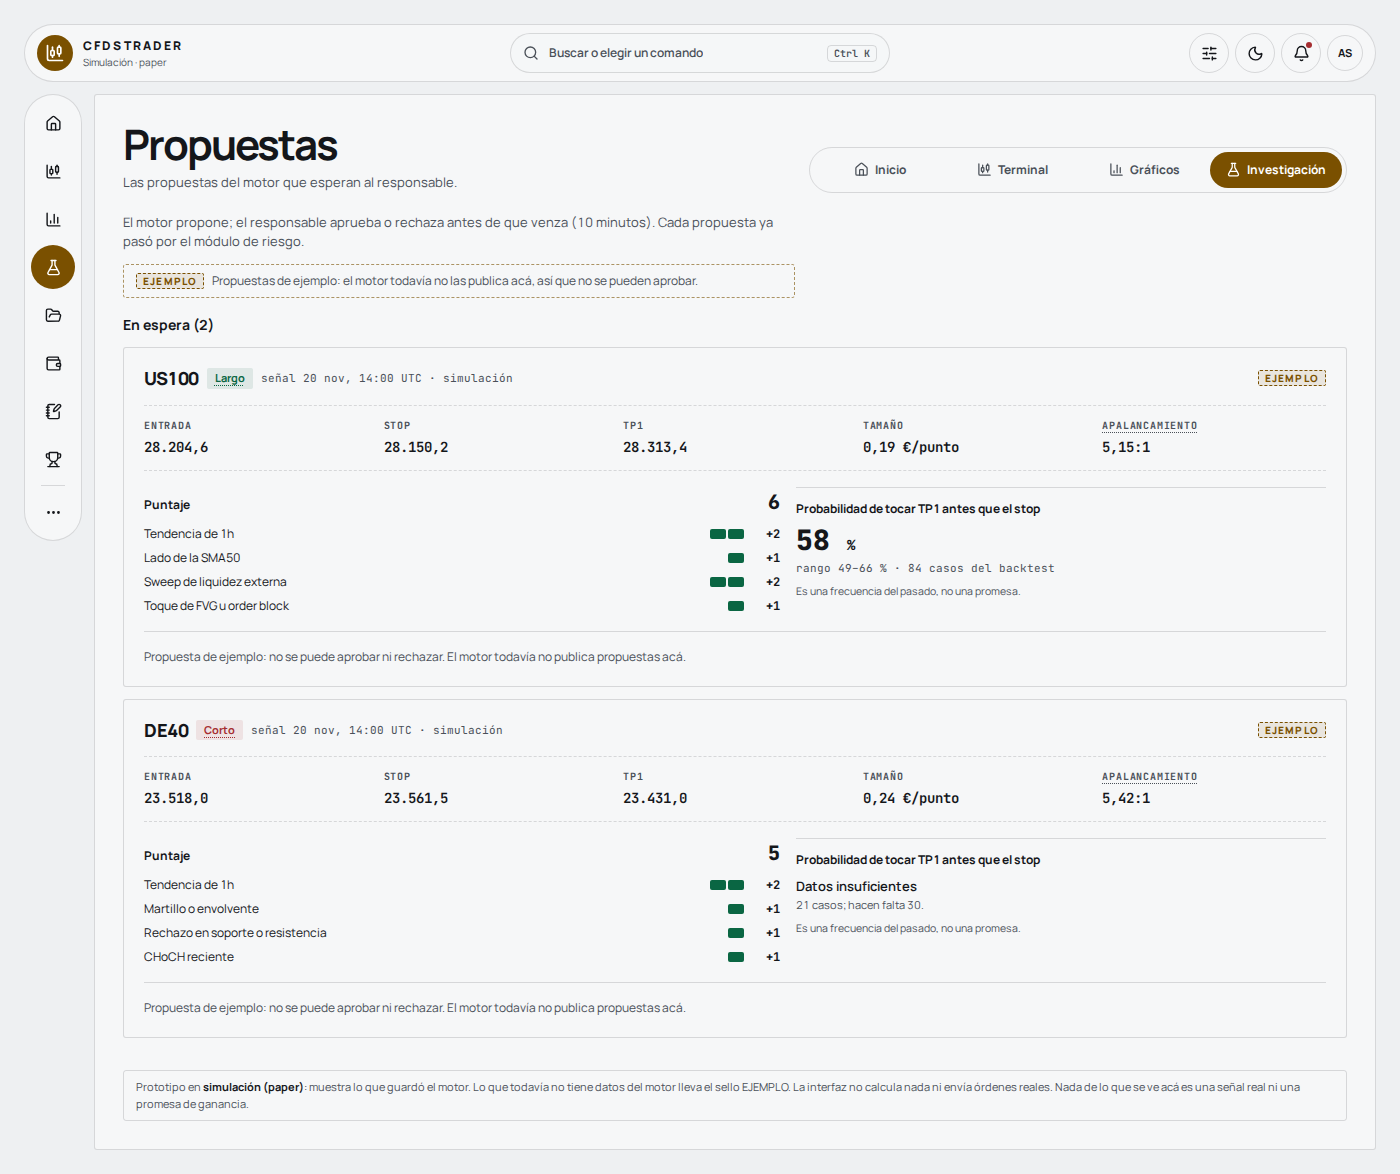 CFDSTRADER
Simulación · paper
Buscar o elegir un comando
Ctrl K
AS
Propuestas
Las propuestas del motor que esperan al responsable.
Inicio
Terminal
Gráficos
Investigación
El motor propone; el responsable aprueba o rechaza antes de que venza (10 minutos). Cada propuesta ya
pasó por el módulo de riesgo.
EJEMPLO Propuestas de ejemplo: el motor todavía no las publica acá, así que no se pueden aprobar.
En espera (2)
US100 Largo señal 20 nov, 14:00 UTC · simulación EJEMPLO
ENTRADA STOP TP1 TAMAÑO APALANCAMIENTO
28.204,6 28.150,2 28.313,4 0,19 €/punto 5,15:1
Puntaje 6
Tendencia de 1h +2
Lado de la SMA50 +1
Sweep de liquidez externa +2
Toque de FVG u order block +1
Probabilidad de tocar TP1 antes que el stop
58 %
rango 49–66 % · 84 casos del backtest
Es una frecuencia del pasado, no una promesa.
Propuesta de ejemplo: no se puede aprobar ni rechazar. El motor todavía no publica propuestas acá.
DE40 Corto señal 20 nov, 14:00 UTC · simulación EJEMPLO
ENTRADA STOP TP1 TAMAÑO APALANCAMIENTO
23.518,0 23.561,5 23.431,0 0,24 €/punto 5,42:1
Puntaje 5
Tendencia de 1h +2
Martillo o envolvente +1
Rechazo en soporte o resistencia +1
CHoCH reciente +1
Probabilidad de tocar TP1 antes que el stop
Datos insuficientes
21 casos; hacen falta 30.
Es una frecuencia del pasado, no una promesa.
Propuesta de ejemplo: no se puede aprobar ni rechazar. El motor todavía no publica propuestas acá.
Prototipo en simulación (paper): muestra lo que guardó el motor. Lo que todavía no tiene datos del motor lleva el sello EJEMPLO. La interfaz no calcula nada ni envía órdenes reales. Nada de lo que se ve acá es una señal real ni una
promesa de ganancia.